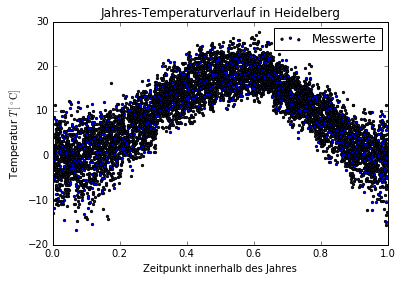 Jahres-Temperaturverlauf in Heidelberg
Messwerte
Temperatur T[°C]
30
20
10
0
−10
−20
0.0 0.2 0.4 0.6 0.8 1.0
Zeitpunkt innerhalb des Jahres